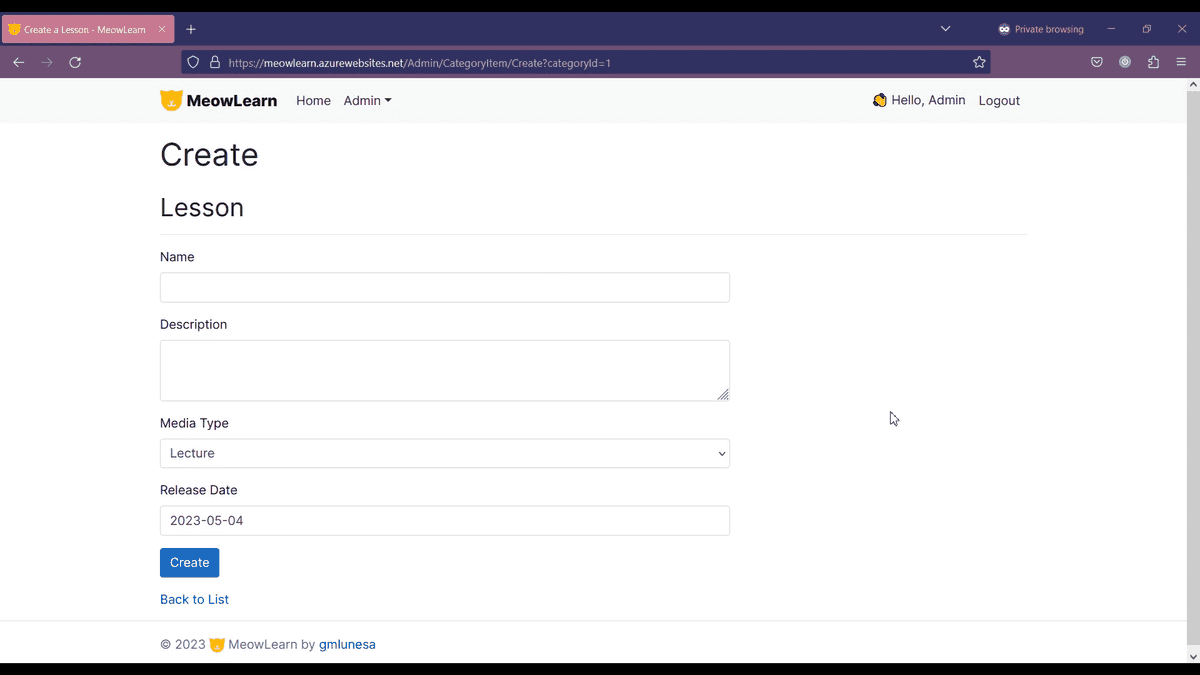 Create a Lesson - MeowLearn
Private browsing
https://meowlearn.azurewebsites.net/Admin/CategoryItem/Create?categoryId=1
MeowLearn Home Admin Hello, Admin Logout
Create
Lesson
Name
Description
Media Type
Lecture
Release Date
2023-05-04
Create
Back to List
© 2023 MeowLearn by gmlunesa